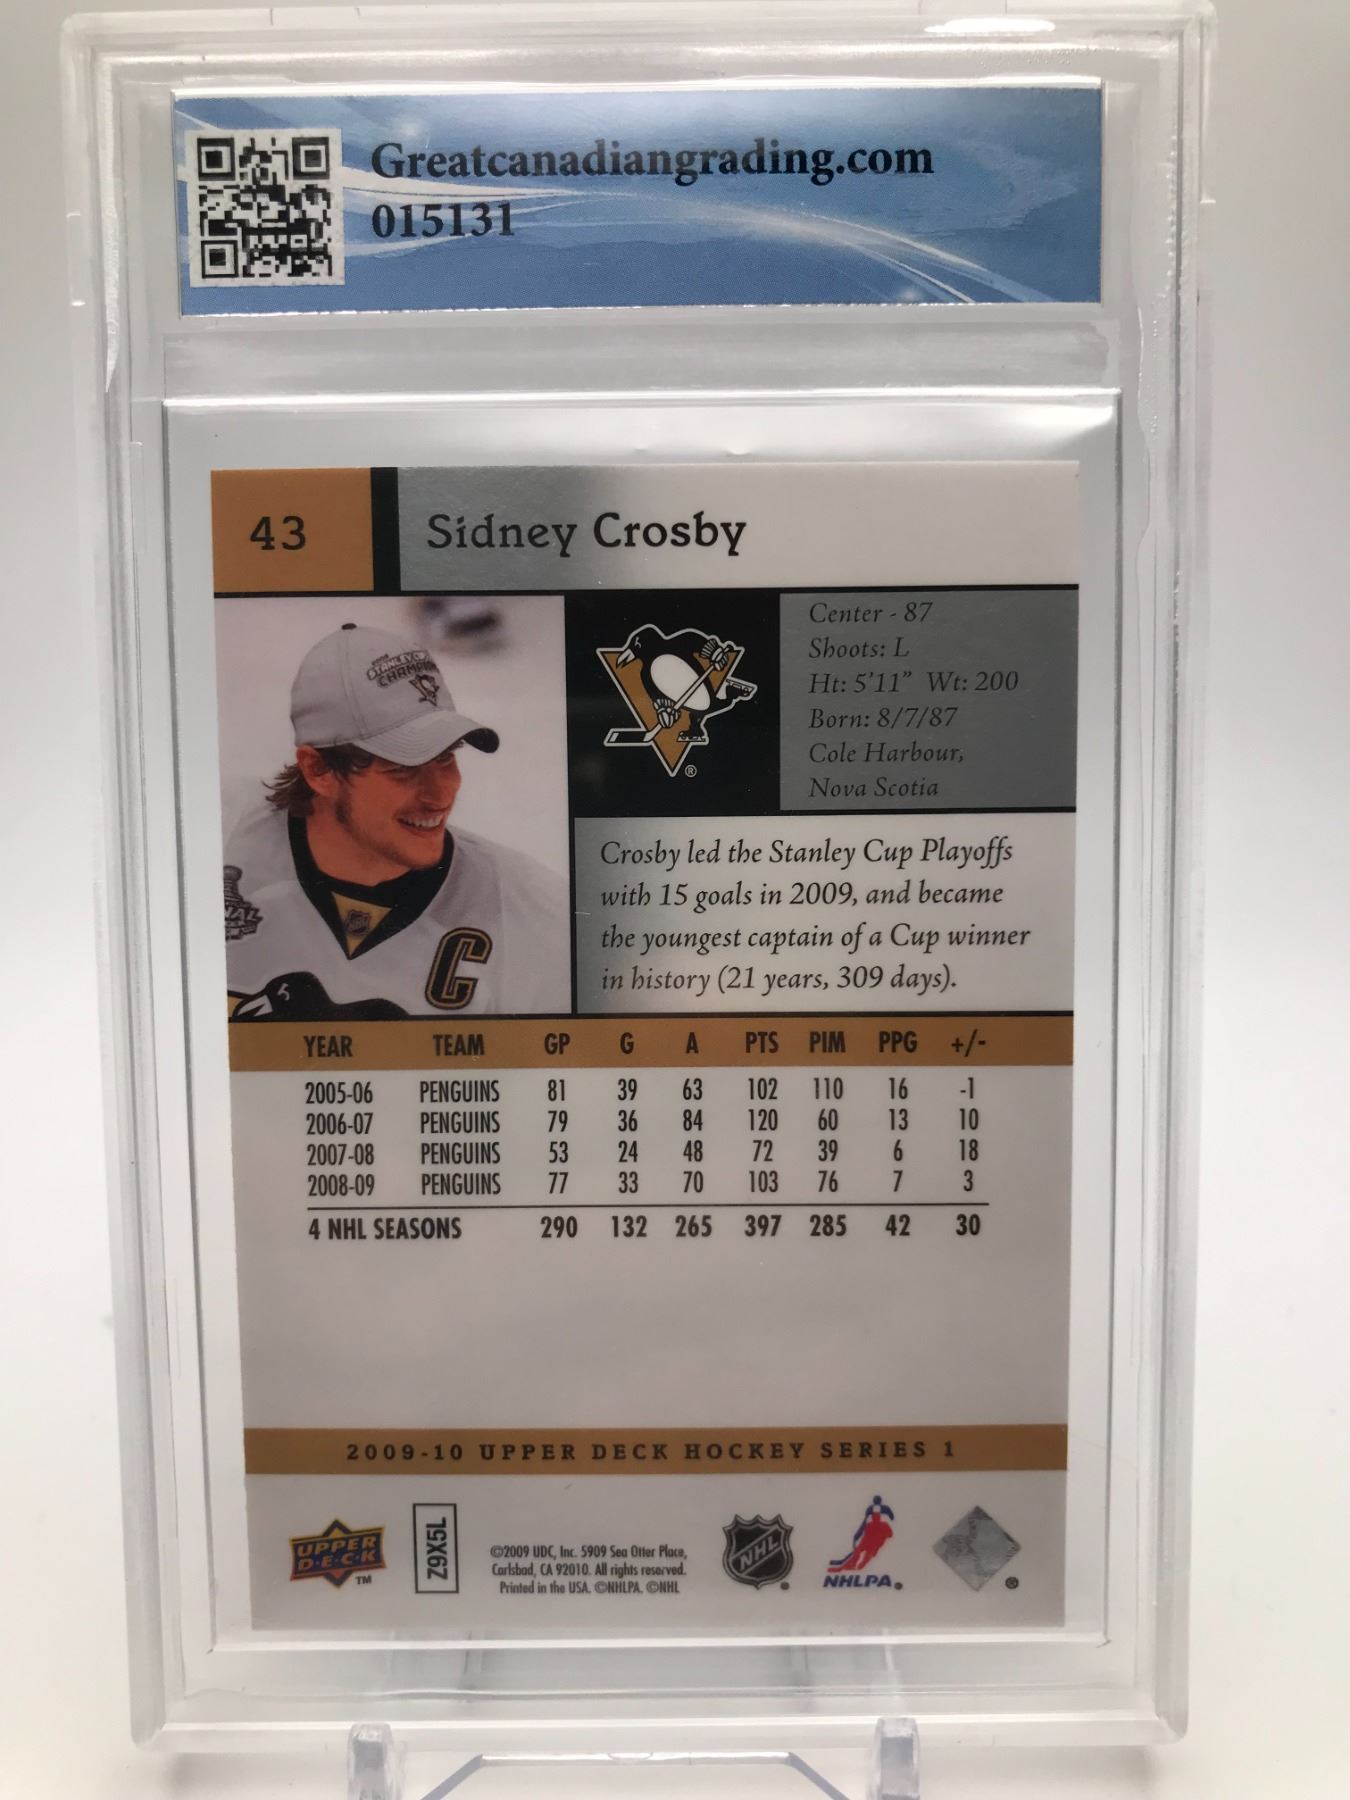 Greatcanadiangrading.com
015131
43
Sidney Crosby
Center - 87
Shoots: L
Ht: 5'11" Wt: 200
Born: 8/7/87
Cole Harbour,
Nova Scotia
CHAMPIONS
C
Crosby led the Stanley Cup Playoffs
with 15 goals in 2009, and became
the youngest captain of a Cup winner
in history (21 years, 309 days).
YEAR TEAM GP G A PTS PIM PPG +/-
2005-06 PENGUINS 81 39 63 102 110 16 -1
2006-07 PENGUINS 79 36 84 120 60 13 10
2007-08 PENGUINS 53 24 48 72 39 6 18
2008-09 PENGUINS 77 33 70 103 76 7 3
4 NHL SEASONS 290 132 265 397 285 42 30
2009-10 UPPER DECK HOCKEY SERIES 1
UPPER
D·E·C·K
TM
Z9X5L
©2009 UDC, Inc. 5909 Sea Otter Place,
Carlsbad, CA 92010. All rights reserved.
Printed in the USA. ©NHLPA. ©NHL
NHL
NHLPA®